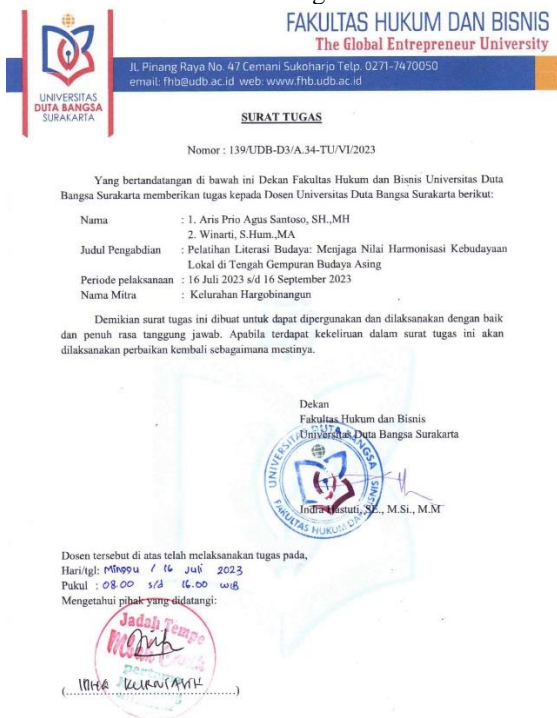 FAKULTAS HUKUM DAN BISNIS
The Global Entrepreneur University
JL Pinang Raya No. 47 Cemani Sukoharjo Telp. 0271-7470050
email: fhb@udb.ac.id web: www.fhb.udb.ac.id
UNIVERSITAS
DUTA BANGSA
SURAKARTA
SURAT TUGAS
Nomor : 139/UDB-D3/A.34-TU/VI/2023
Yang bertandatangan di bawah ini Dekan Fakultas Hukum dan Bisnis Universitas Duta
Bangsa Surakarta memberikan tugas kepada Dosen Universitas Duta Bangsa Surakarta berikut:
Nama : 1. Aris Prio Agus Santoso, SH.,MH
2. Winarti, S.Hum.,MA
Judul Pengabdian : Pelatihan Literasi Budaya: Menjaga Nilai Harmonisasi Kebudayaan
Lokal di Tengah Gempuran Budaya Asing
Periode pelaksanaan : 16 Juli 2023 s/d 16 September 2023
Nama Mitra : Kelurahan Hargobinangun
Demikian surat tugas ini dibuat untuk dapat dipergunakan dan dilaksanakan dengan baik
dan penuh rasa tanggung jawab. Apabila terdapat kekeliruan dalam surat tugas ini akan
dilaksanakan perbaikan kembali sebagaimana mestinya.
Dekan
Fakultas Hukum dan Bisnis
Universitas Duta Bangsa Surakarta
UNIVERSITAS DUTA BANGSA
FAKULTAS HUKUM DAN BISNIS
Indra Hastuti, SE., M.Si., M.M
Dosen tersebut di atas telah melaksanakan tugas pada,
Hari/tgl: Minggu / 16 Juli 2023
Pukul : 08.00 s/d 16.00 WIB
Mengetahui pihak yang didatangi:
Jadah Tempe